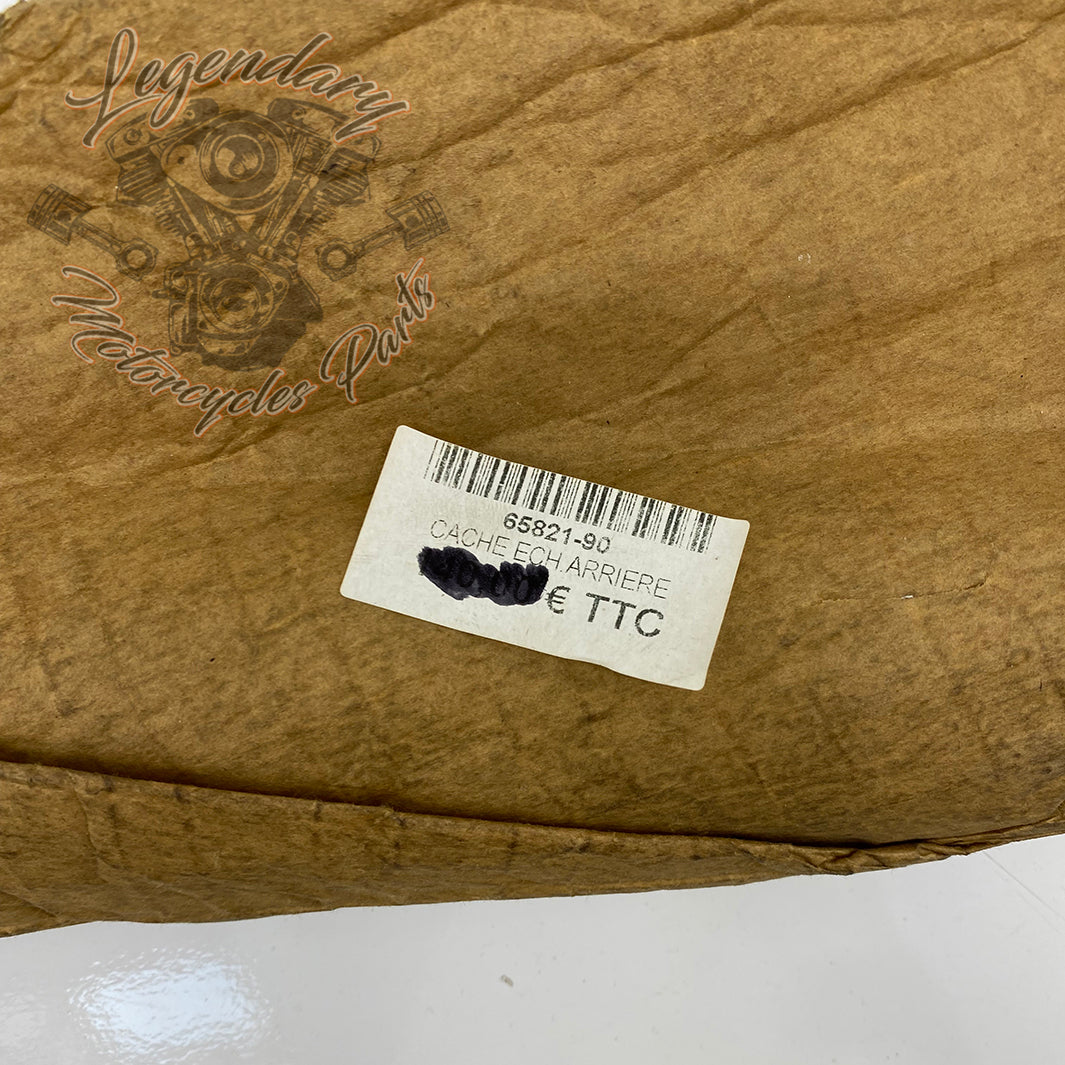 Legendary
Motorcycles Parts
65821-90
CACHE ECH.ARRIERE
€ TTC